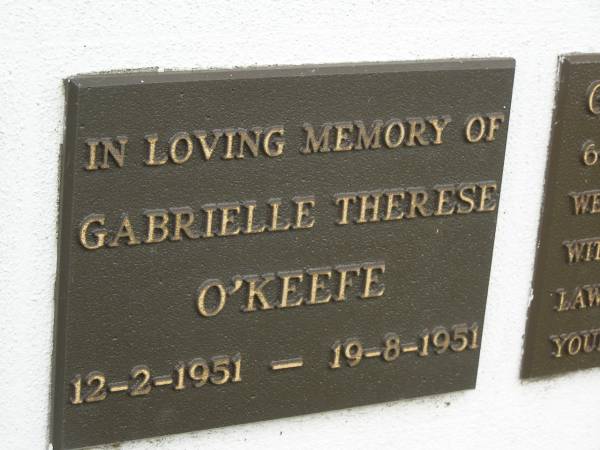 IN LOVING MEMORY OF
GABRIELLE THERESE
O'KEEFE
12-2-1951 — 19-8-1951